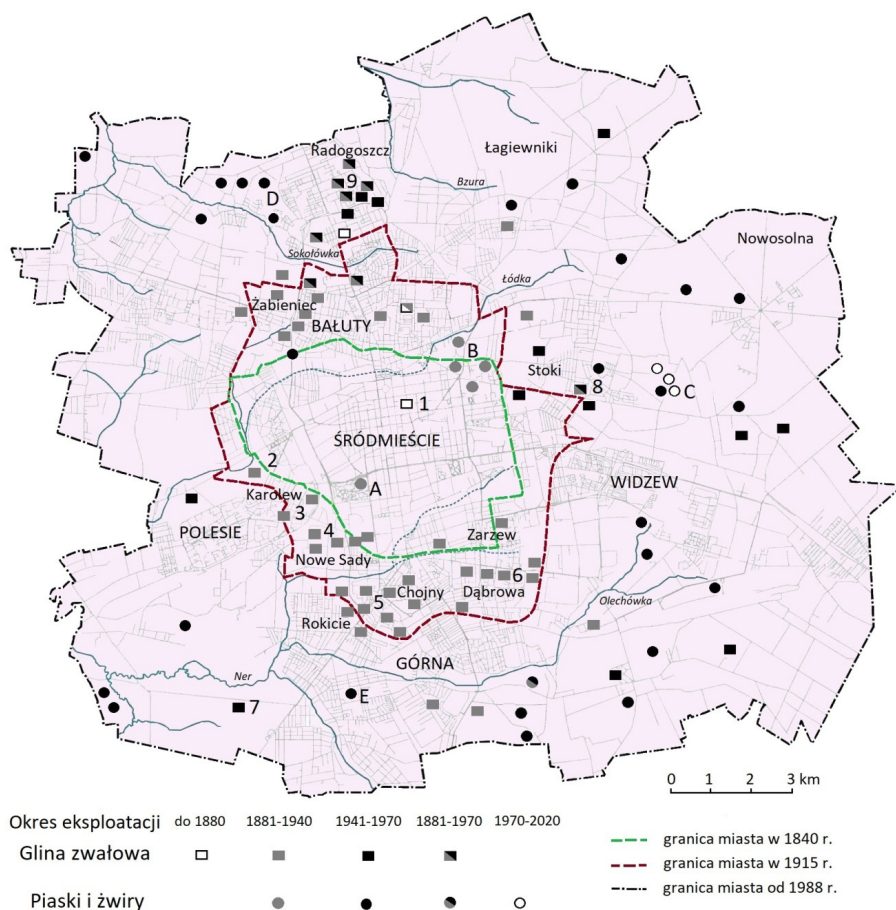 Radogoszcz
Łagiewniki
9
Bzura
D
Nowosolna
Sokołówka
Łódka
Żabieniec
BAŁUTY
B
Stoki
8
C
1
ŚRÓDMIEŚCIE
2
A
WIDZEW
Karolew
3
POLESIE
4
Zarzew
Nowe Sady
6
Chojny
Dąbrowa
5
Olechówka
Rokicie
GÓRNA
Ner
E
7
0 1 2 3 km
Okres eksploatacji do 1880 1881-1940 1941-1970 1881-1970 1970-2020
Glina zwałowa
Piaski i żwiry
granica miasta w 1840 r.
granica miasta w 1915 r.
granica miasta od 1988 r.